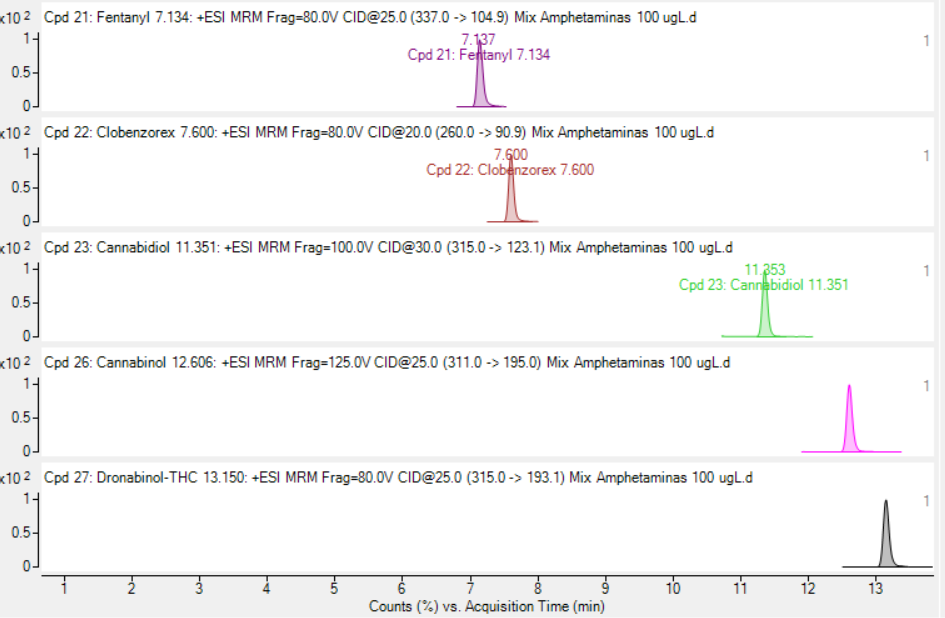 x10 2 Cpd 21: Fentanyl 7.134: +ESI MRM Frag=80.0V CID@25.0 (337.0 -> 104.9) Mix Amphetaminas 100 ugL.d
1
7.137
1
Cpd 21: Fentanyl 7.134
0.5
0
x10 2 Cpd 22: Clobenzorex 7.600: +ESI MRM Frag=80.0V CID@20.0 (260.0 -> 90.9) Mix Amphetaminas 100 ugL.d
1
7.600
1
Cpd 22: Clobenzorex 7.600
0.5
0
x10 2 Cpd 23: Cannabidiol 11.351: +ESI MRM Frag=100.0V CID@30.0 (315.0 -> 123.1) Mix Amphetaminas 100 ugL.d
1
11.353
1
Cpd 23: Cannabidiol 11.351
0.5
0
x10 2 Cpd 26: Cannabinol 12.606: +ESI MRM Frag=125.0V CID@25.0 (311.0 -> 195.0) Mix Amphetaminas 100 ugL.d
1
1
0.5
0
x10 2 Cpd 27: Dronabinol-THC 13.150: +ESI MRM Frag=80.0V CID@25.0 (315.0 -> 193.1) Mix Amphetaminas 100 ugL.d
1
1
0.5
0
1 2 3 4 5 6 7 8 9 10 11 12 13
Counts (%) vs. Acquisition Time (min)